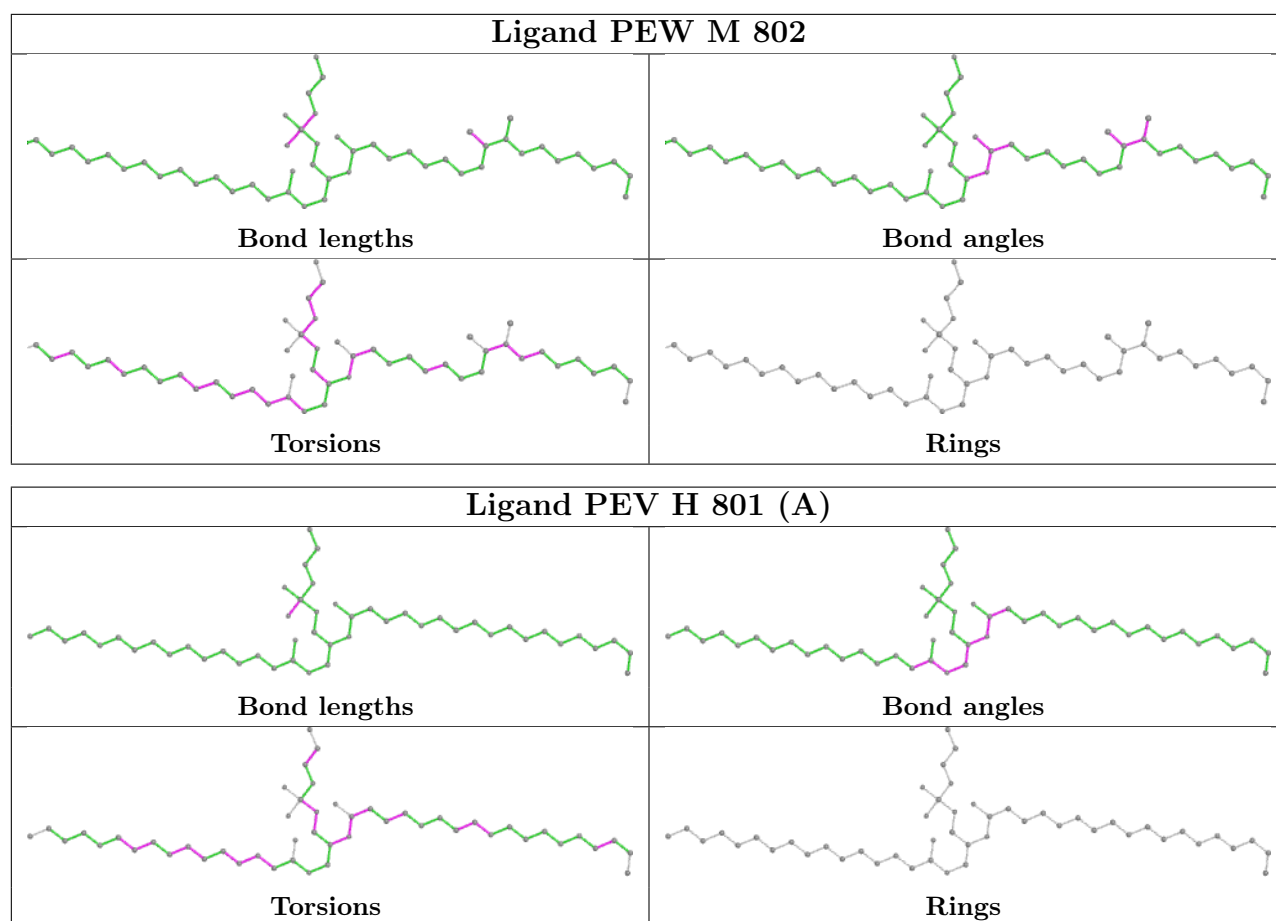 Ligand PEW M 802
Bond lengths
Bond angles
Torsions
Rings
Ligand PEV H 801 (A)
Bond lengths
Bond angles
Torsions
Rings